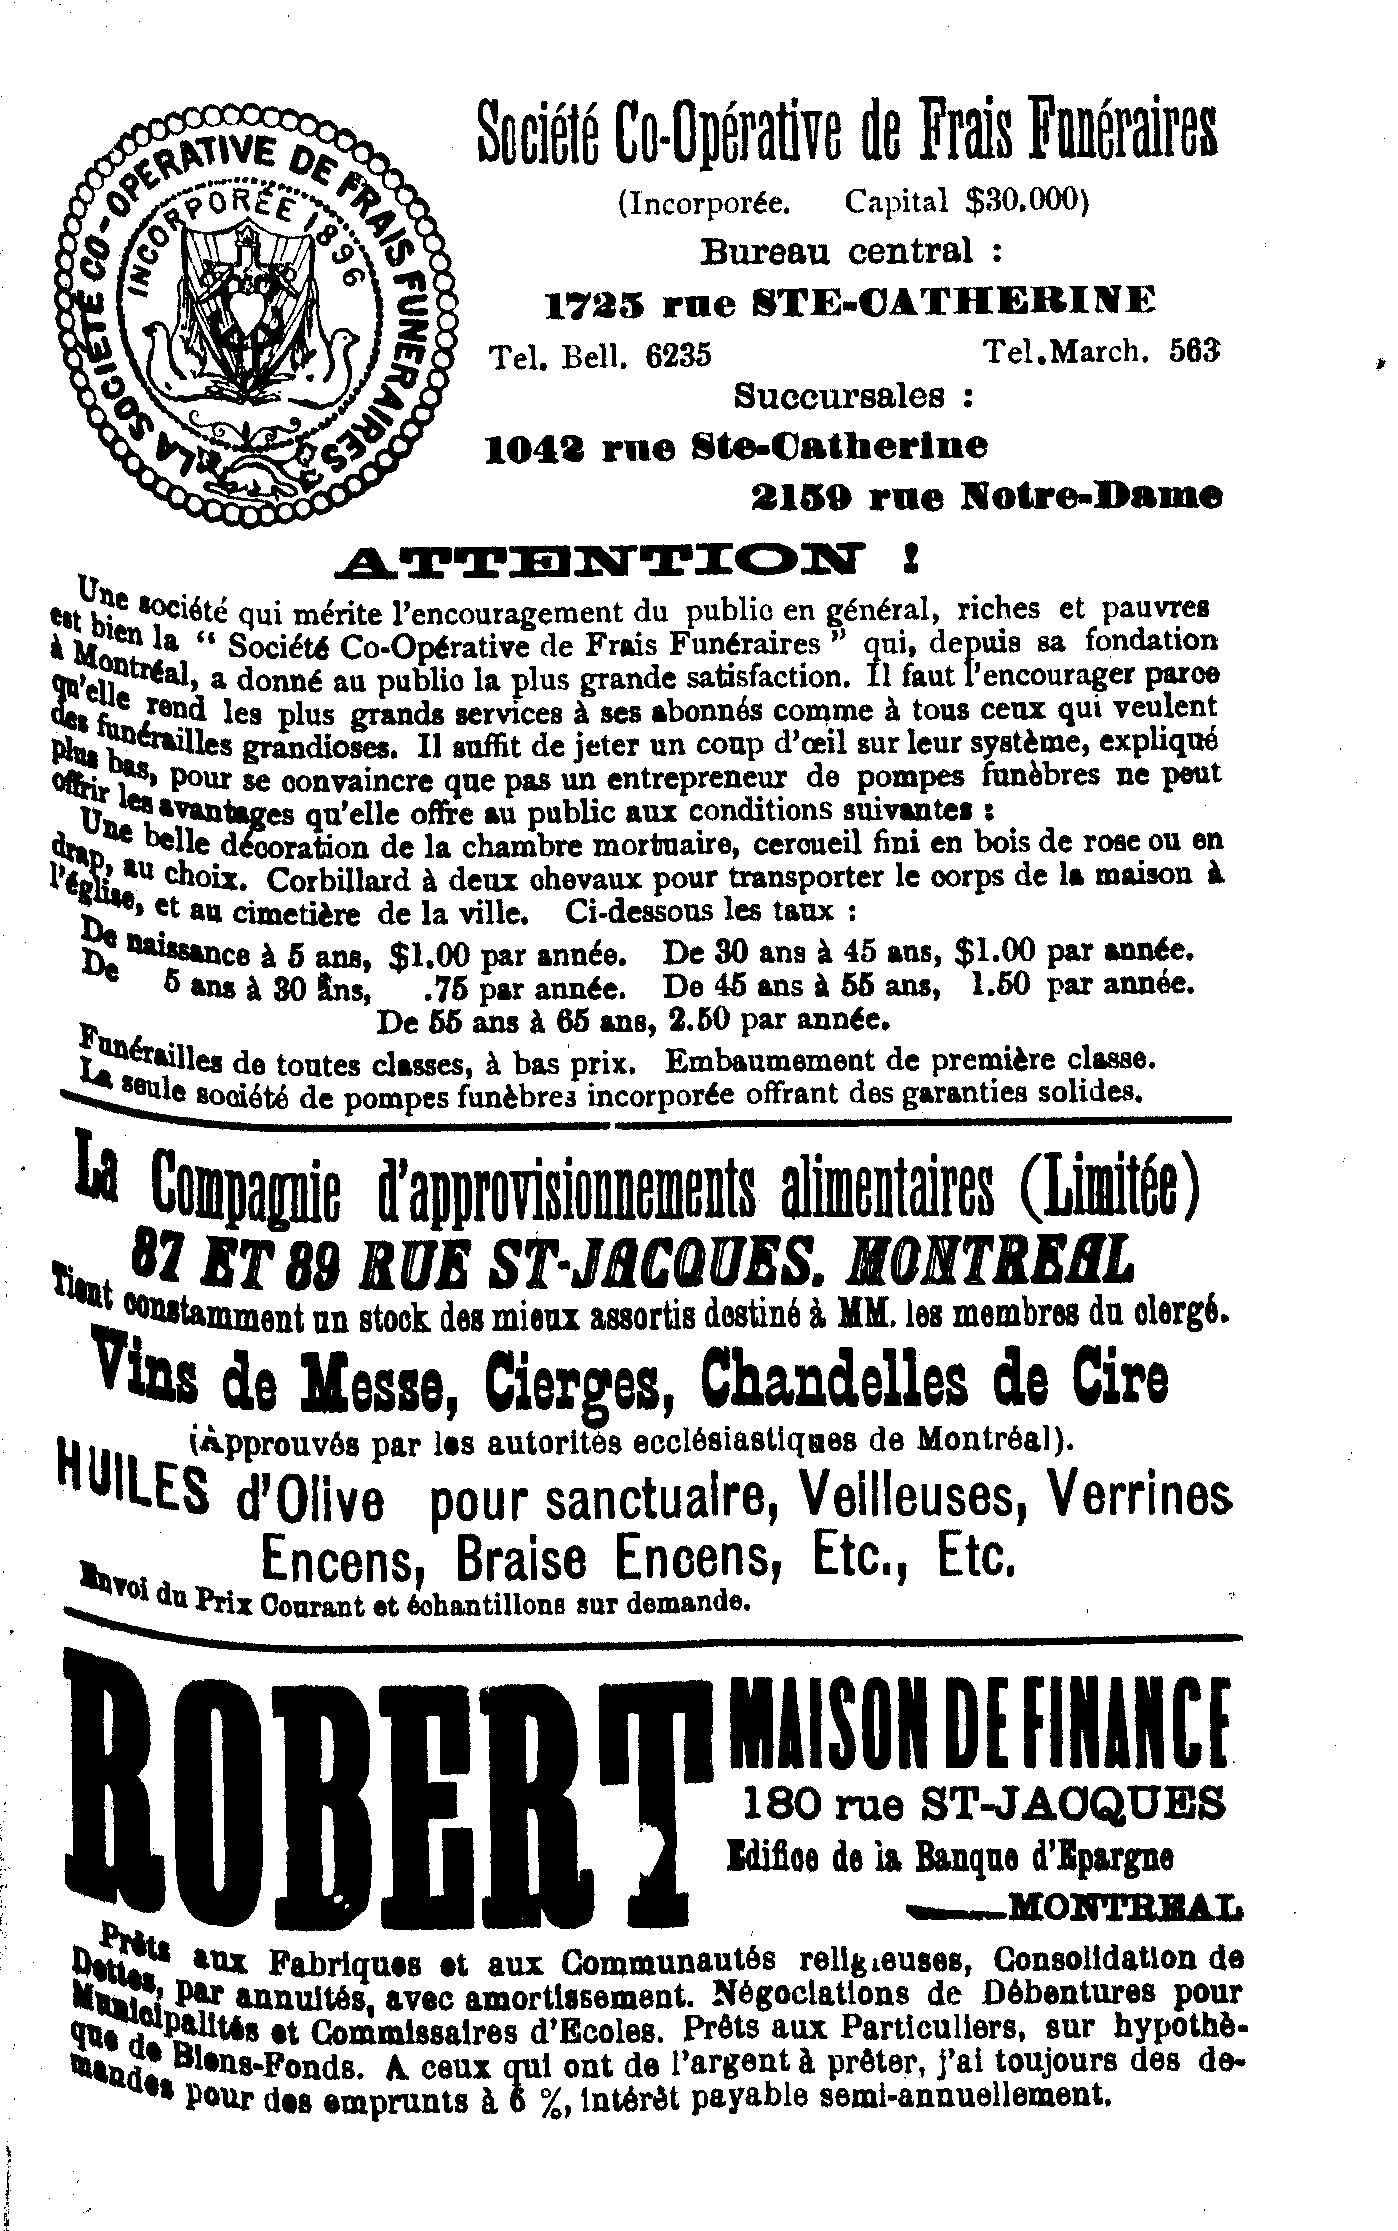 LA SOCIETE CO-OPERATIVE DE FRAIS FUNERAIRES
INCORPORÉE 1896
Société Co-Opérative de Frais Funéraires
(Incorporée. Capital $30.000)
Bureau central :
1725 rue STE-CATHERINE
Tel. Bell. 6235 Tel. March. 563
Succursales :
1042 rue Ste-Catherine
2159 rue Notre-Dame
ATTENTION !
Une société qui mérite l'encouragement du public en général, riches et pauvres
est bien la “ Société Co-Opérative de Frais Funéraires ” qui, depuis sa fondation
à Montréal, a donné au public la plus grande satisfaction. Il faut l'encourager parce
qu'elle rend les plus grands services à ses abonnés comme à tous ceux qui veulent
des funérailles grandioses. Il suffit de jeter un coup d'œil sur leur système, expliqué
plus bas, pour se convaincre que pas un entrepreneur de pompes funèbres ne peut
offrir les avantages qu'elle offre au public aux conditions suivantes :
Une belle décoration de la chambre mortuaire, cercueil fini en bois de rose ou en
drap, au choix. Corbillard à deux chevaux pour transporter le corps de la maison à
l'église, et au cimetière de la ville. Ci-dessous les taux :
De naissance à 5 ans, $1.00 par année. De 30 ans à 45 ans, $1.00 par année.
De 5 ans à 30 ans, .75 par année. De 45 ans à 55 ans, 1.50 par année.
De 55 ans à 65 ans, 2.50 par année.
Funérailles de toutes classes, à bas prix. Embaumement de première classe.
La seule société de pompes funèbres incorporée offrant des garanties solides.
La Compagnie d'approvisionnements alimentaires (Limitée)
87 ET 89 RUE ST-JACQUES. MONTREAL
Tient constamment un stock des mieux assortis destiné à MM. les membres du clergé.
Vins de Messe, Cierges, Chandelles de Cire
(Approuvés par les autorités ecclésiastiques de Montréal).
HUILES d'Olive pour sanctuaire, Veilleuses, Verrines
Encens, Braise Encens, Etc., Etc.
Envoi du Prix Courant et échantillons sur demande.
ROBERT MAISON DE FINANCE
180 rue ST-JACQUES
Edifice de la Banque d'Epargne
MONTREAL
Prêts aux Fabriques et aux Communautés religieuses, Consolidation de
Dettes, par annuités, avec amortissement. Négociations de Débentures pour
Municipalités et Commissaires d'Ecoles. Prêts aux Particuliers, sur hypothè-
que de Biens-Fonds. A ceux qui ont de l'argent à prêter, j'ai toujours des de-
mandes pour des emprunts à 6 %, intérêt payable semi-annuellement.